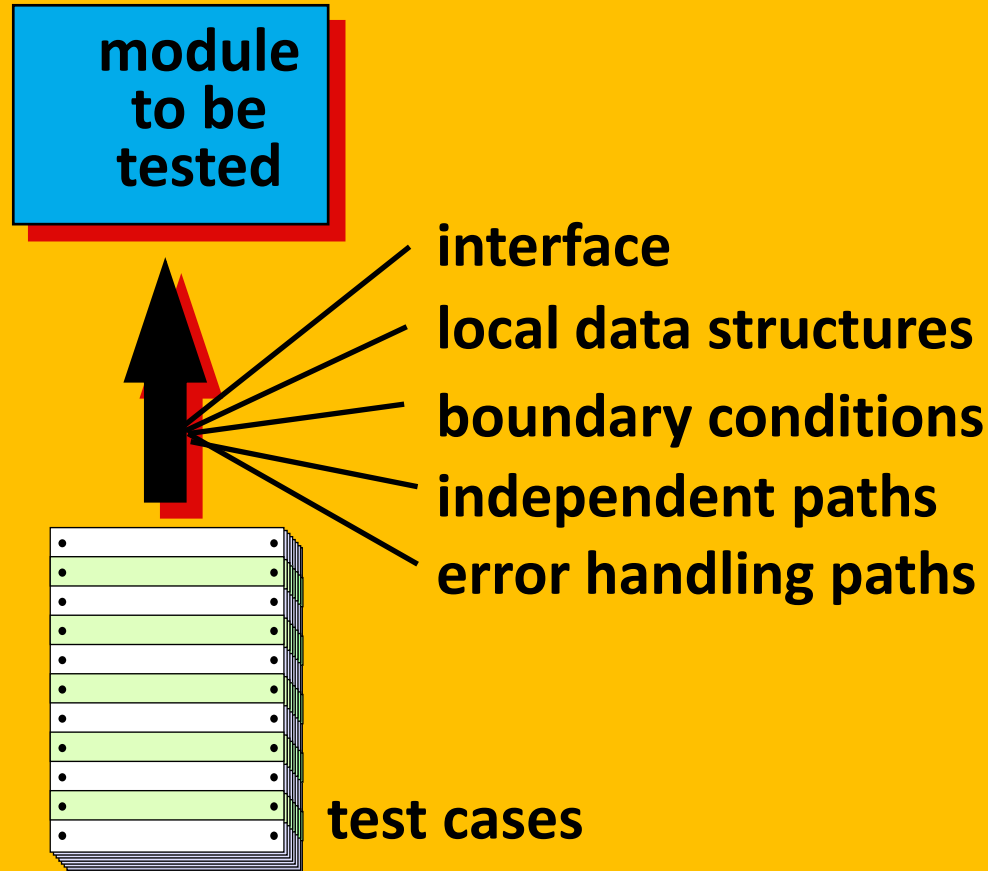 module
to be
tested
interface
local data structures
boundary conditions
independent paths
error handling paths
test cases